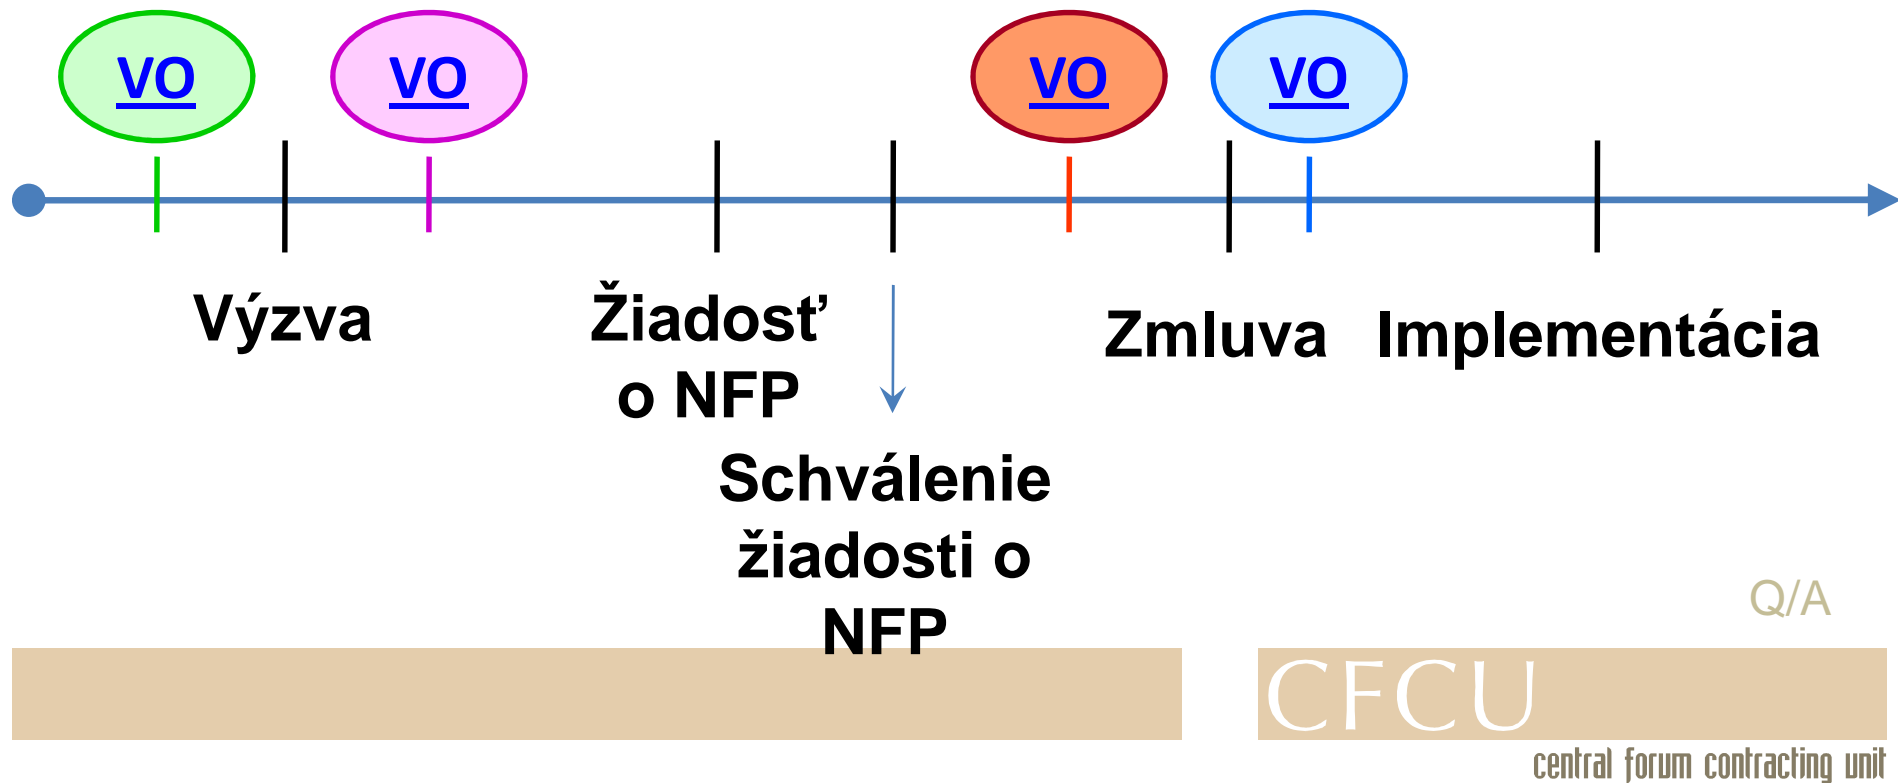 VO VO VO VO
Výzva
Žiadosť
o NFP
Zmluva
Implementácia
Schválenie
žiadosti o
NFP
Q/A
CFCU
central forum contracting unit